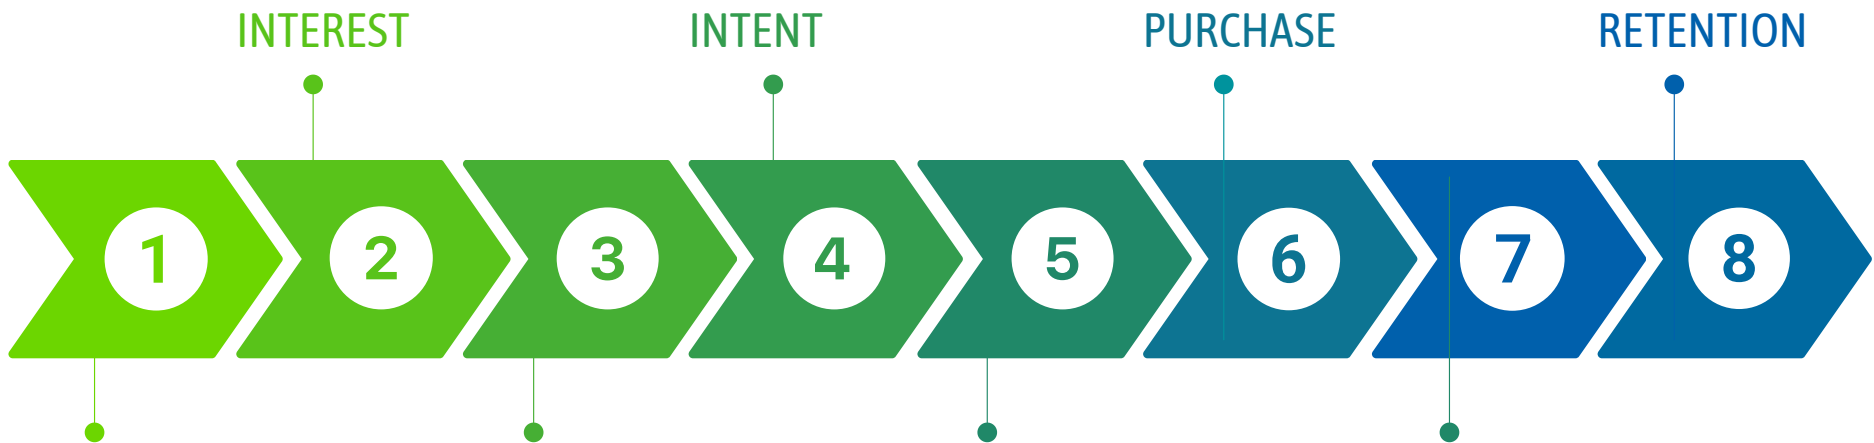 INTEREST INTENT PURCHASE RETENTION
1 2 3 4 5 6 7 8